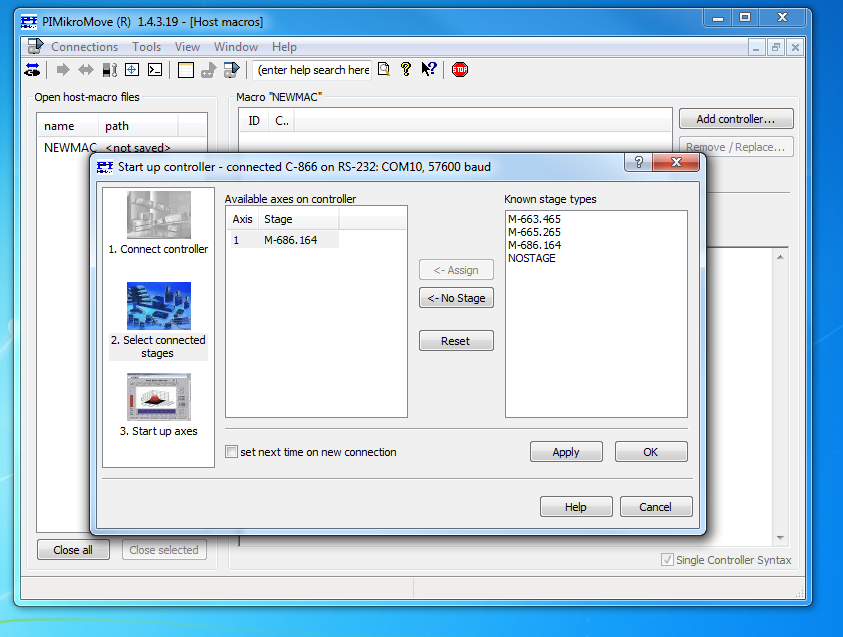 PIMikroMove (R)  1.4.3.19 - [Host macros]
Connections Tools View Window Help
(enter help search here STOP
Open host-macro files
name path
NEWMAC <not saved>
Macro "NEWMAC"
ID C..
Add controller...
Remove / Replace...
Start up controller - connected C-866 on RS-232: COM10, 57600 baud
1. Connect controller
2. Select connected
stages
3. Start up axes
Available axes on controller
Axis Stage
1 M-686.164
<- Assign
<- No Stage
Reset
Known stage types
M-663.465
M-665.265
M-686.164
NOSTAGE
set next time on new connection
Apply OK
Help Cancel
Close all Close selected
Single Controller Syntax